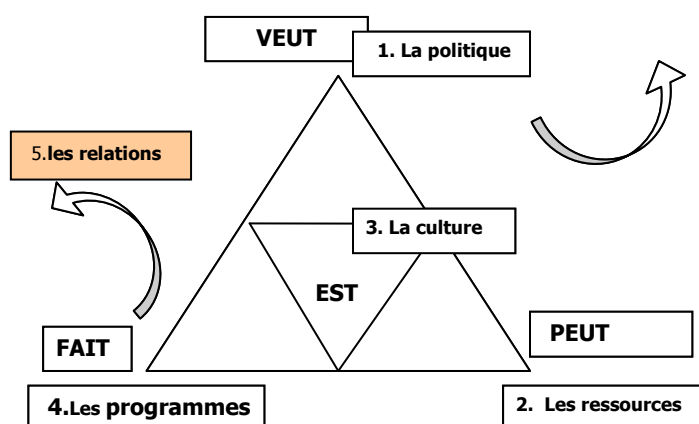 VEUT
1. La politique
5.les relations
3. La culture
EST
FAIT
PEUT
4.Les programmes
2. Les ressources